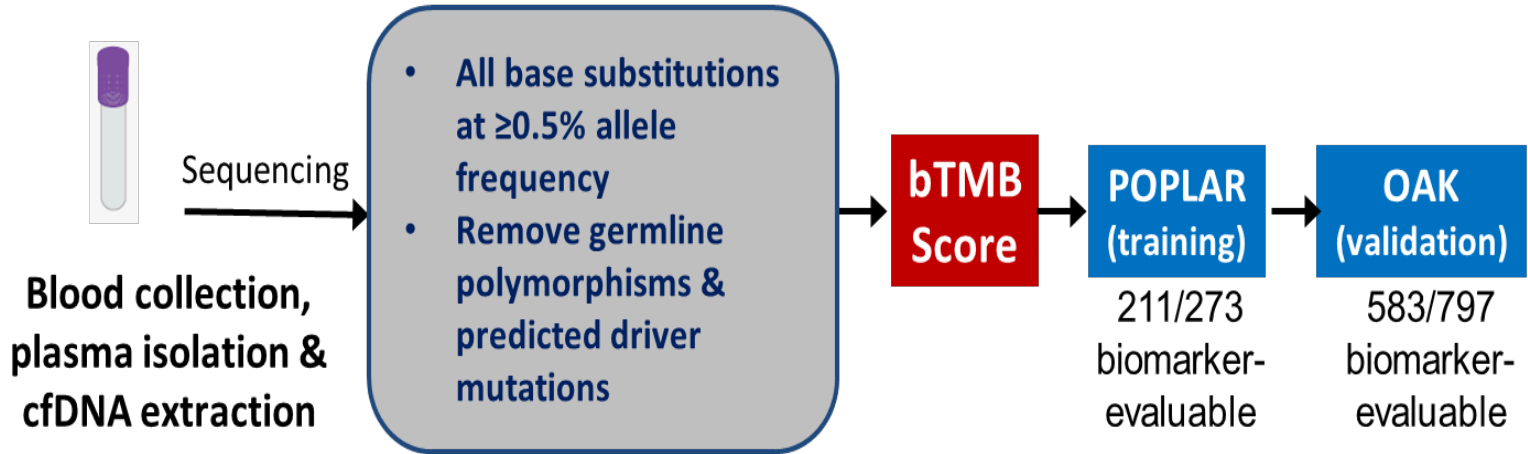 Sequencing
Blood collection,
plasma isolation &
cfDNA extraction
• All base substitutions
at ≥0.5% allele
frequency
• Remove germline
polymorphisms &
predicted driver
mutations
bTMB
Score
POPLAR
(training)
211/273
biomarker-
evaluable
OAK
(validation)
583/797
biomarker-
evaluable